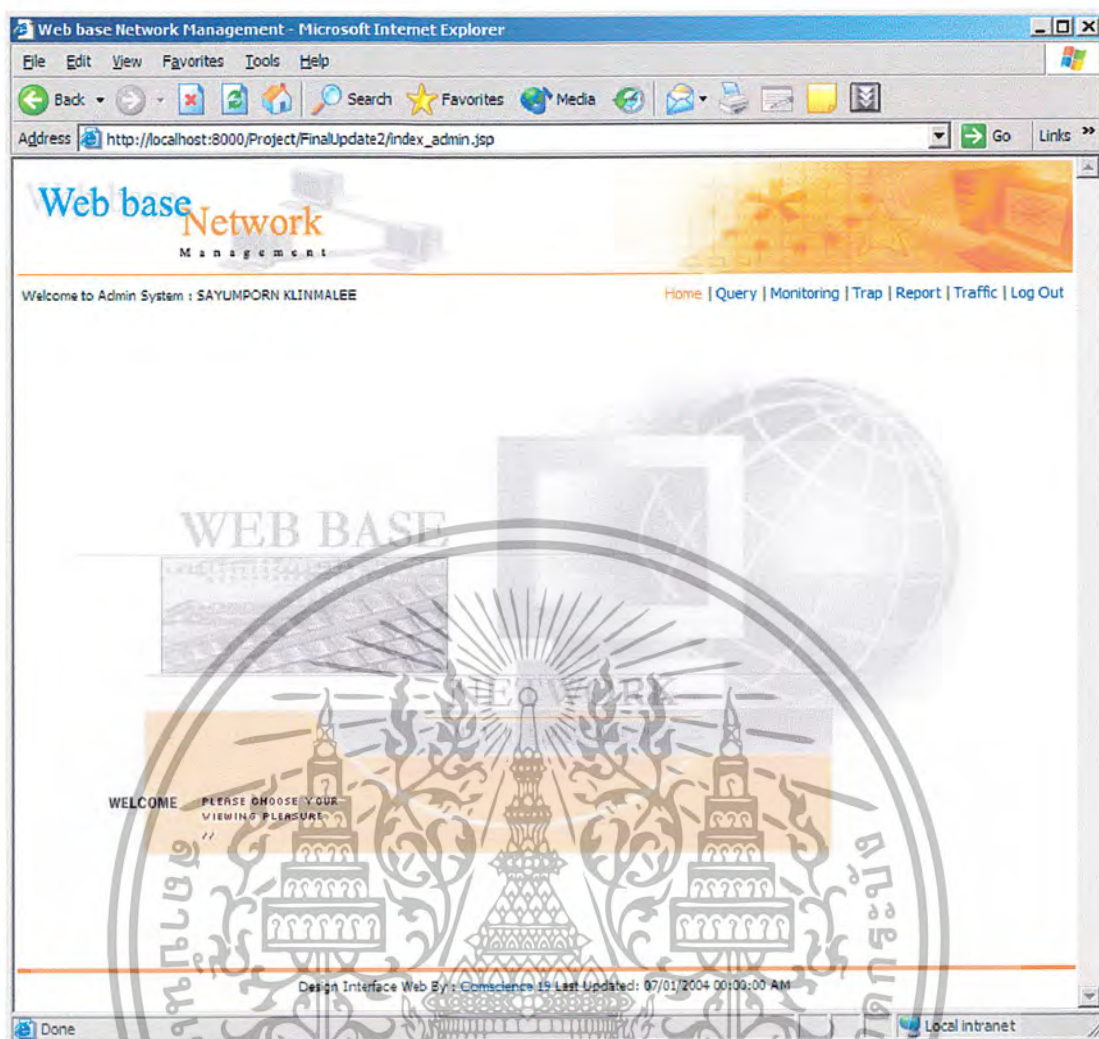 Web base Network Management - Microsoft Internet Explorer
File Edit View Favorites Tools Help
Back Search Favorites Media
Address http://localhost:8000/Project/FinalUpdate2/index_admin.jsp Go Links »
Web base
Network
Management
Welcome to Admin System : SAYUMPORN KLINMALEE
Home | Query | Monitoring | Trap | Report | Traffic | Log Out
WEB BASE
NETWORK
WELCOME PLEASE CHOOSE YOUR
VIEWING PLEASURE
//
Design Interface Web By : Comscience 19 Last Updated: 07/01/2004 00:00:00 AM
Done Local intranet